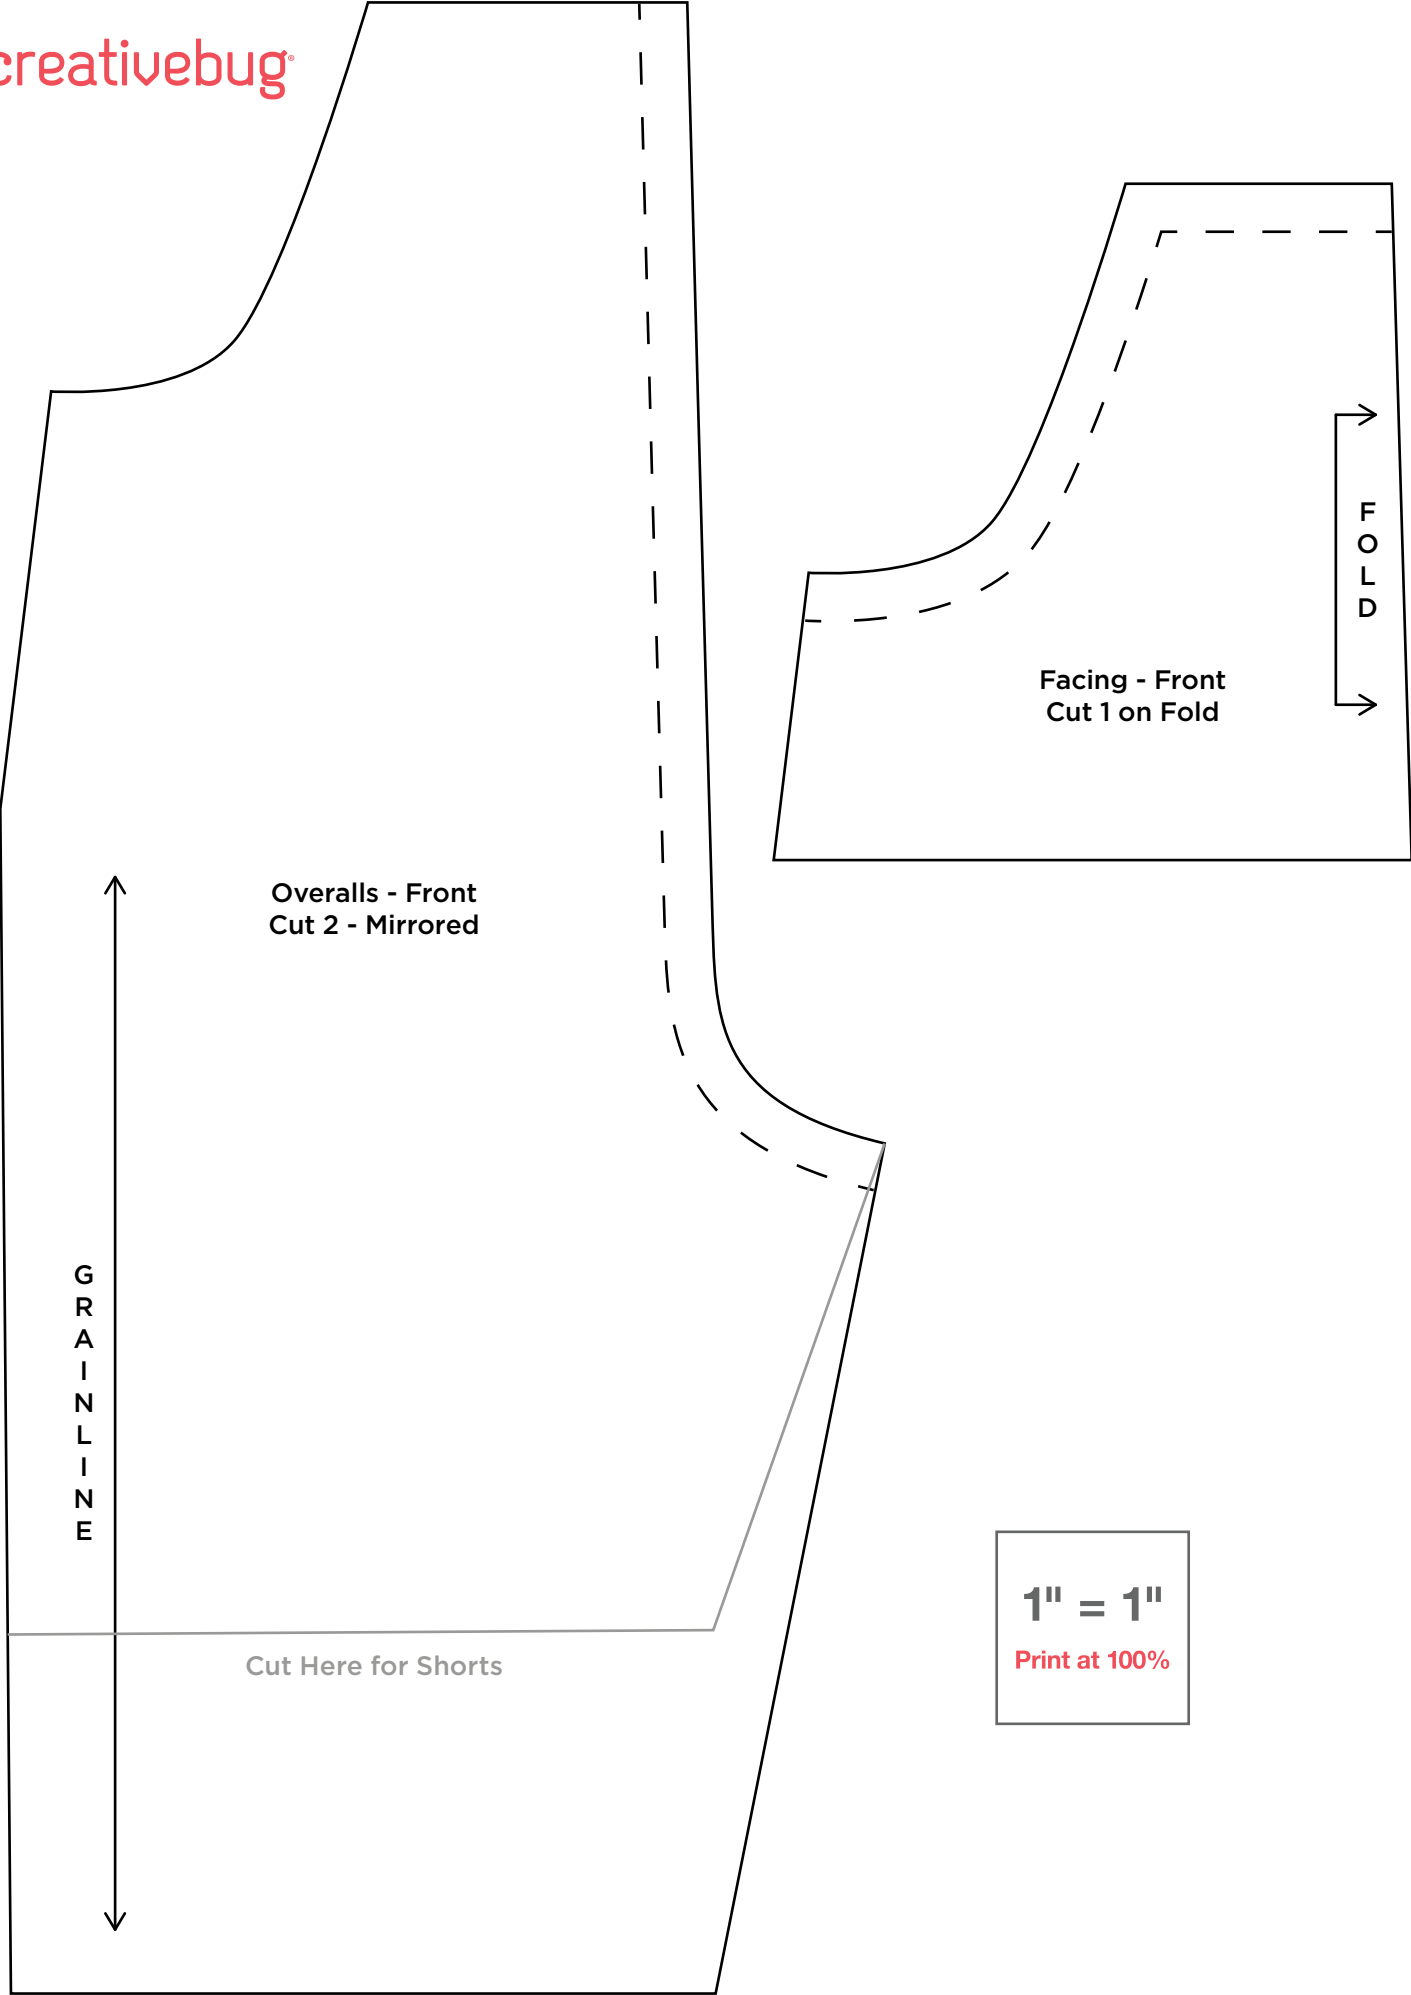 creativebug®
Overalls - Front
Cut 2 - Mirrored
GRAINLINE
Cut Here for Shorts
FOLD
Facing - Front
Cut 1 on Fold
1" = 1"
Print at 100%